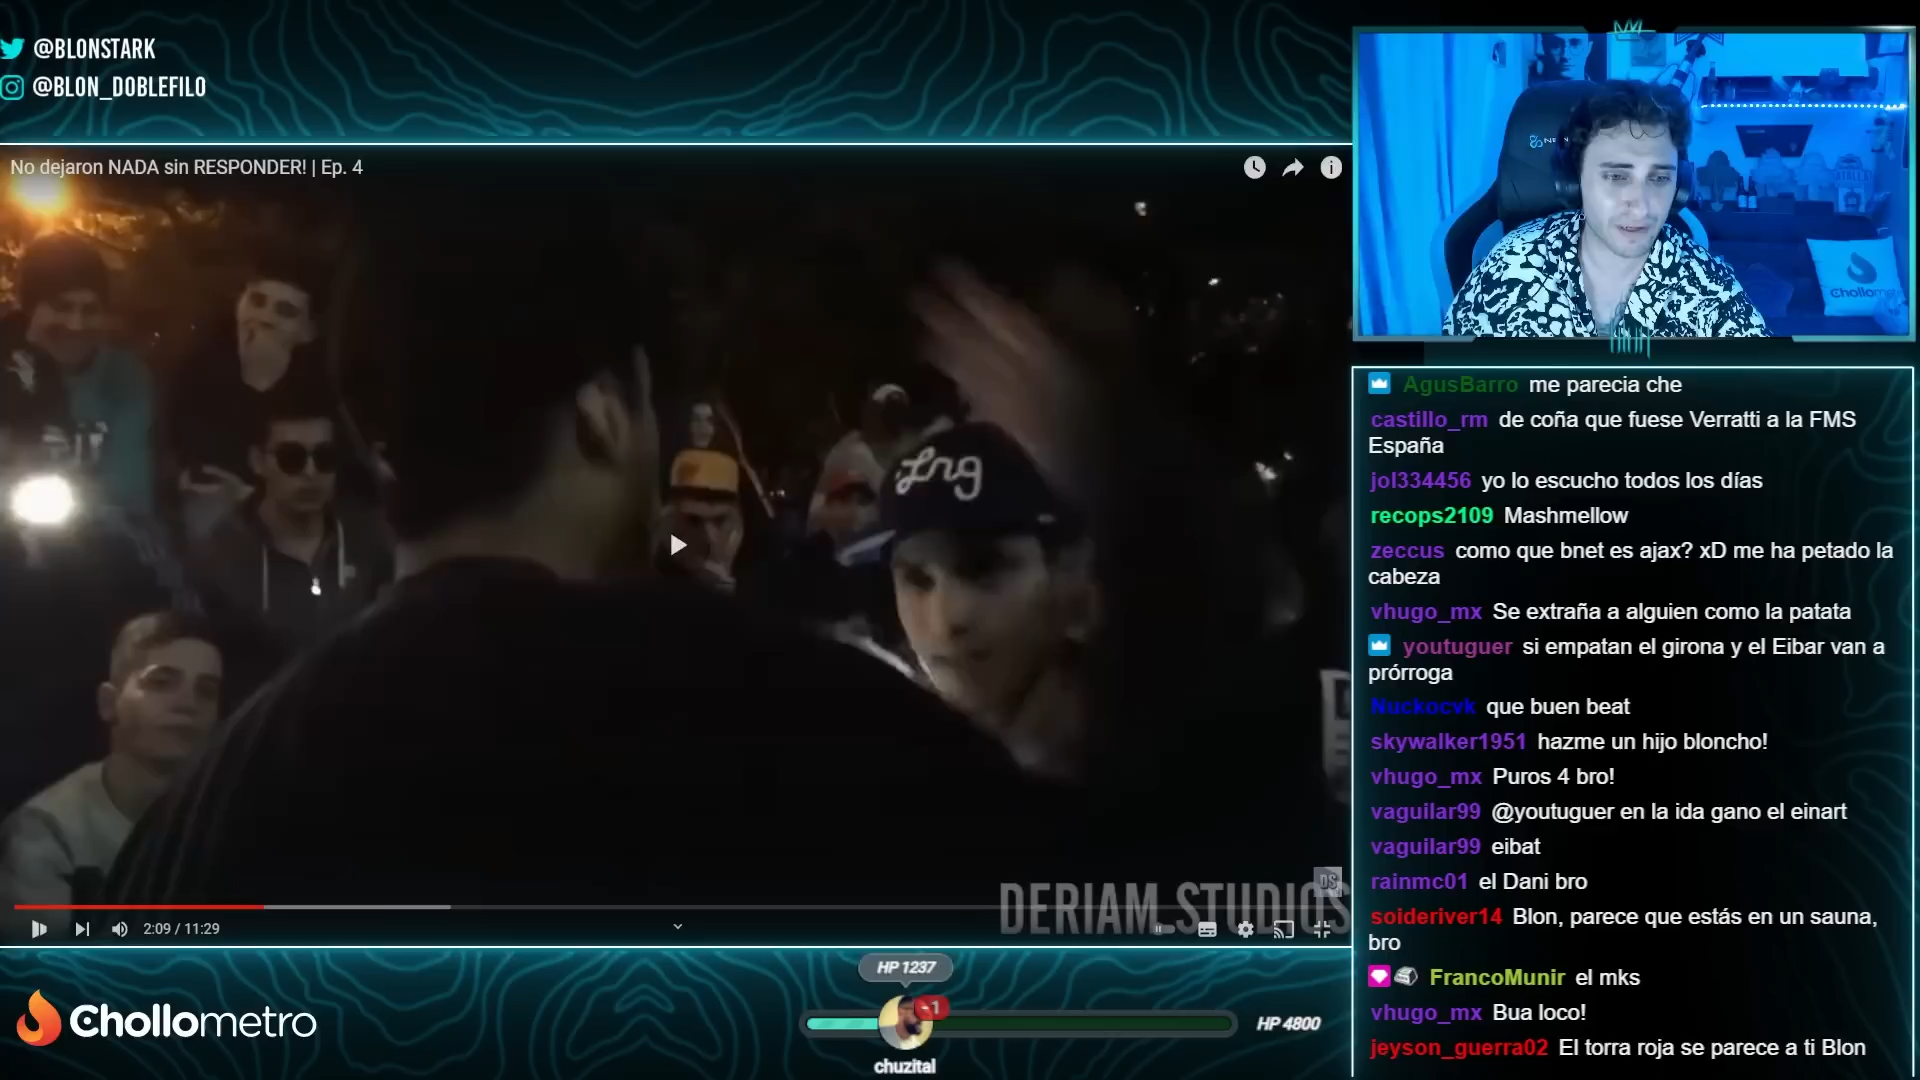 @BLONSTARK
@BLON_DOBLEFILO
No dejaron NADA sin RESPONDER! | Ep. 4
Lng
DERIAM STUDIOS
DS
2:09 / 11:29
Chollometro
HP 1237
-1
HP 4800
chuzital
Chollom
AgusBarro me parecia che
castillo_rm de coña que fuese Verratti a la FMS
España
jol334456 yo lo escucho todos los días
recops2109 Mashmellow
zeccus como que bnet es ajax? xD me ha petado la
cabeza
vhugo_mx Se extraña a alguien como la patata
youtuguer si empatan el girona y el Eibar van a
prórroga
Nuckocvk que buen beat
skywalker1951 hazme un hijo bloncho!
vhugo_mx Puros 4 bro!
vaguilar99 @youtuguer en la ida gano el einart
vaguilar99 eibat
rainmc01 el Dani bro
soideriver14 Blon, parece que estás en un sauna,
bro
FrancoMunir el mks
vhugo_mx Bua loco!
jeyson_guerra02 El torra roja se parece a ti Blon